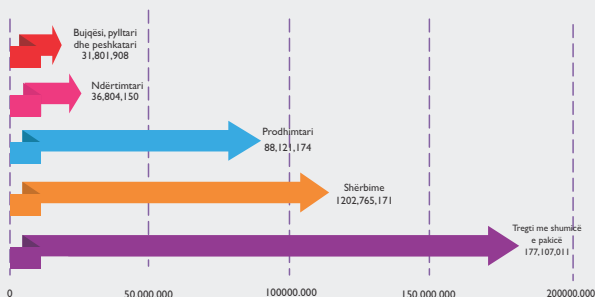 Bujqësi, pylltari
dhe peshkatari
31,801,908
Ndërtimtari
36,804,150
Prodhimtari
88,121,174
Shërbime
1202,765,171
Tregti me shumicë
e pakicë
177,107,011
0 50,000,000 100000,000 150,000,000 200000,000